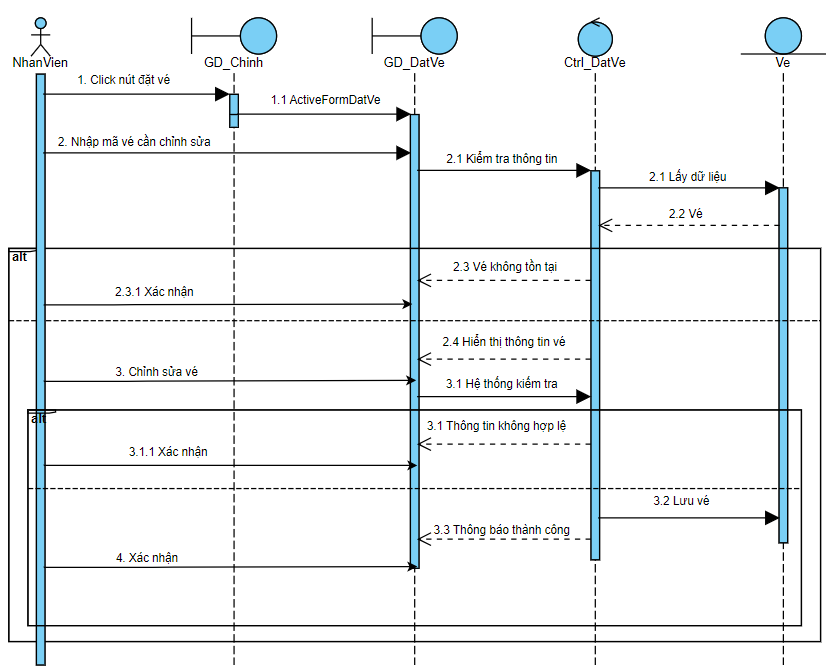 NhanVien
GD_Chinh
GD_DatVe
Ctrl_DatVe
Ve
1. Click nút đặt vé
1.1 ActiveFormDatVe
2. Nhập mã vé cần chỉnh sửa
2.1 Kiểm tra thông tin
2.1 Lấy dữ liệu
2.2 Vé
alt
2.3 Vé không tồn tại
2.3.1 Xác nhận
2.4 Hiển thị thông tin vé
3. Chỉnh sửa vé
3.1 Hệ thống kiểm tra
alt
3.1 Thông tin không hợp lệ
3.1.1 Xác nhận
3.2 Lưu vé
3.3 Thông báo thành công
4. Xác nhận